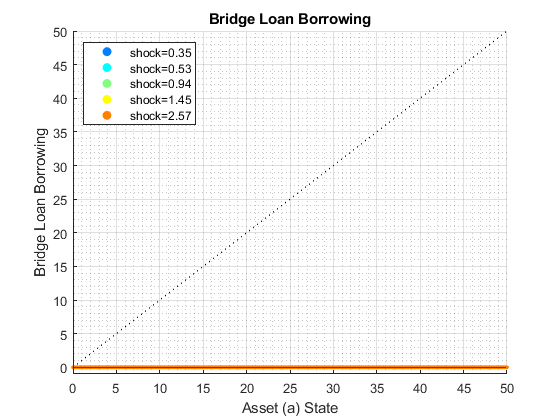 Bridge Loan Borrowing
shock=0.35
shock=0.53
shock=0.94
shock=1.45
shock=2.57
Bridge Loan Borrowing
50
45
40
35
30
25
20
15
10
5
0
0 5 10 15 20 25 30 35 40 45 50
Asset (a) State